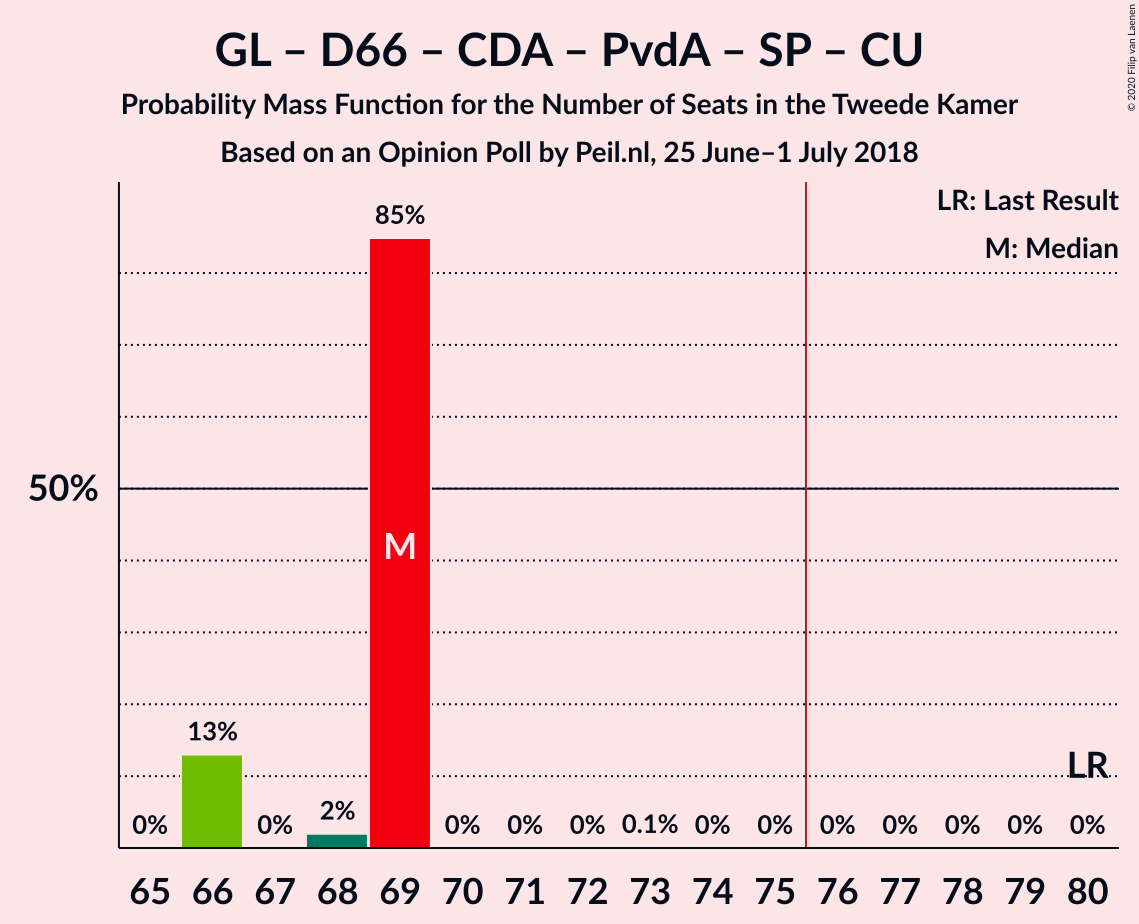 GL – D66 – CDA – PvdA – SP – CU
Probability Mass Function for the Number of Seats in the Tweede Kamer
Based on an Opinion Poll by Peil.nl, 25 June–1 July 2018
© 2020 Filip van Laenen
LR: Last Result
M: Median
85%
50%
M
13%
LR
0% 0% 2% 0% 0% 0% 0.1% 0% 0% 0% 0% 0% 0% 0%
65 66 67 68 69 70 71 72 73 74 75 76 77 78 79 80